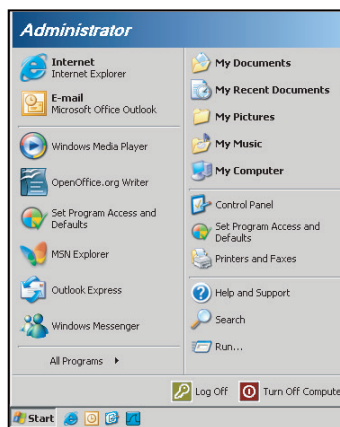 Administrator
Internet
Internet Explorer
E-mail
Microsoft Office Outlook
Windows Media Player
OpenOffice.org Writer
Set Program Access and
Defaults
MSN Explorer
Outlook Express
Windows Messenger
All Programs
My Documents
My Recent Documents
My Pictures
My Music
My Computer
Control Panel
Set Program Access and
Defaults
Printers and Faxes
Help and Support
Search
Run...
Log Off
Turn Off Compute
Start